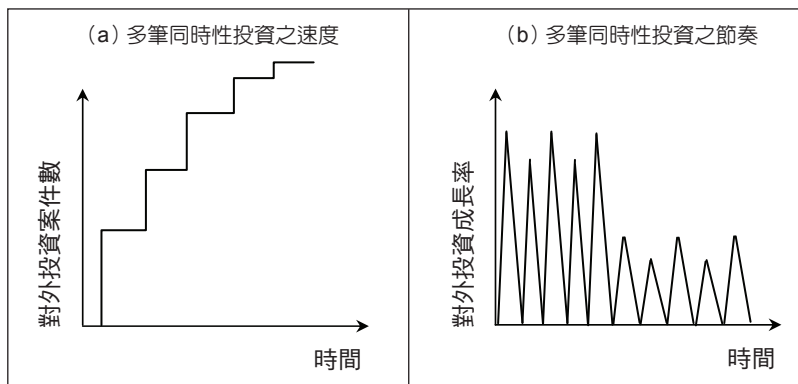 （a）多筆同時性投資之速度
對外投資案件數
時間
（b）多筆同時性投資之節奏
對外投資成長率
時間